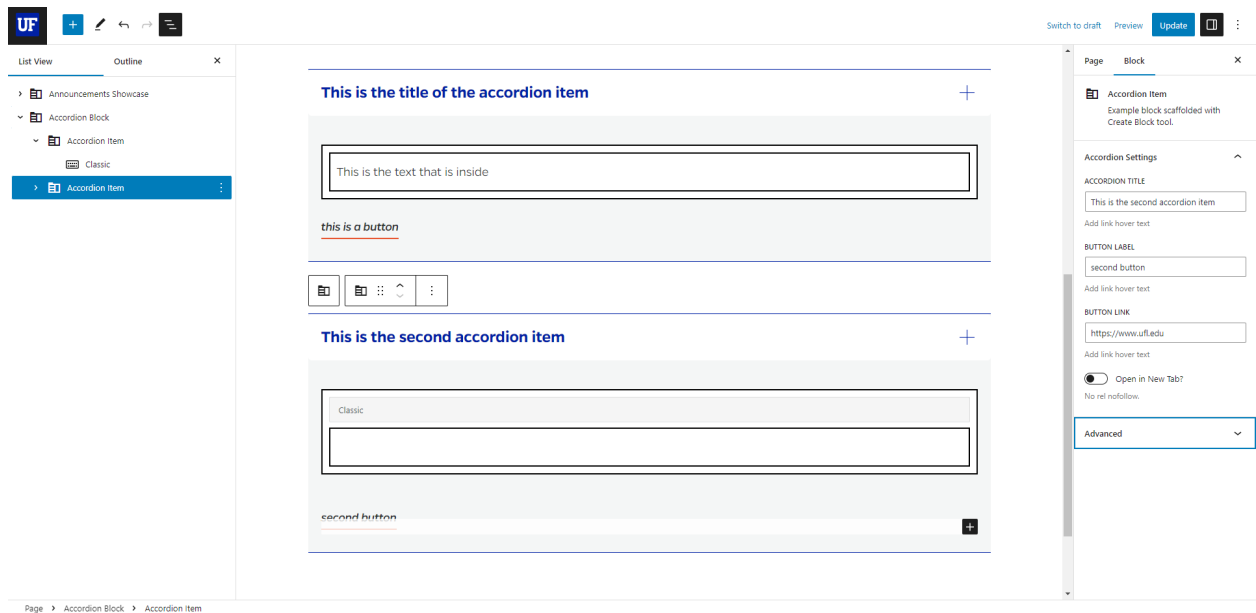 UF
Switch to draft Preview Update
List View Outline
Announcements Showcase
Accordion Block
Accordion Item
Classic
Accordion Item
This is the title of the accordion item
This is the text that is inside
this is a button
This is the second accordion item
Classic
second button
Page Block
Accordion Item
Example block scaffolded with
Create Block tool.
Accordion Settings
ACCORDION TITLE
This is the second accordion item
Add link hover text
BUTTON LABEL
second button
Add link hover text
BUTTON LINK
https://www.ufl.edu
Add link hover text
Open in New Tab?
No rel nofollow.
Advanced
Page > Accordion Block > Accordion Item